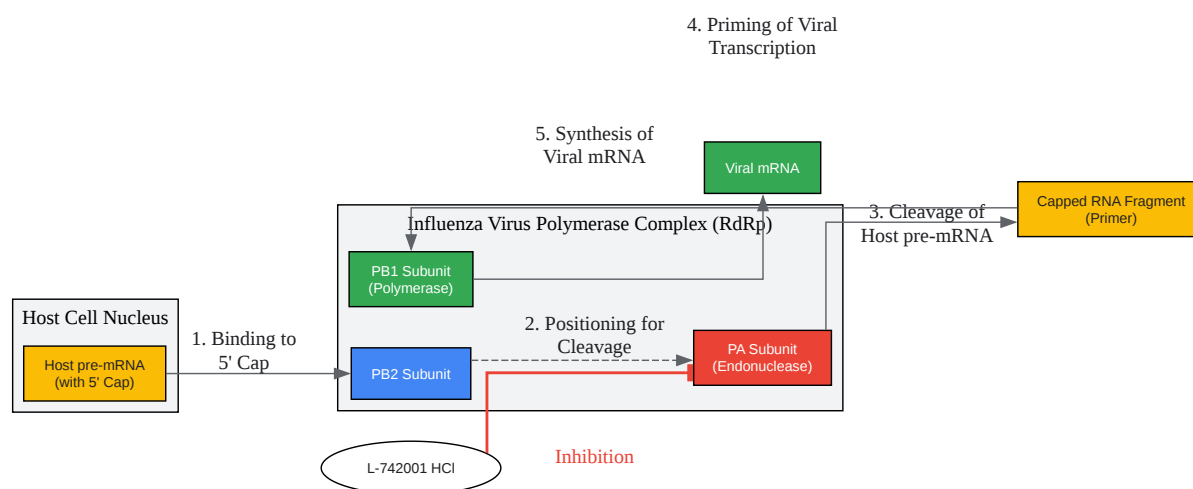 4. Priming of Viral
Transcription
5. Synthesis of
Viral mRNA
Viral mRNA
Capped RNA Fragment
(Primer)
3. Cleavage of
Host pre-mRNA
Influenza Virus Polymerase Complex (RdRp)
PB1 Subunit
(Polymerase)
Host Cell Nucleus
Host pre-mRNA
(with 5' Cap)
1. Binding to
5' Cap
PB2 Subunit
2. Positioning for
Cleavage
PA Subunit
(Endonuclease)
L-742001 HCl
Inhibition